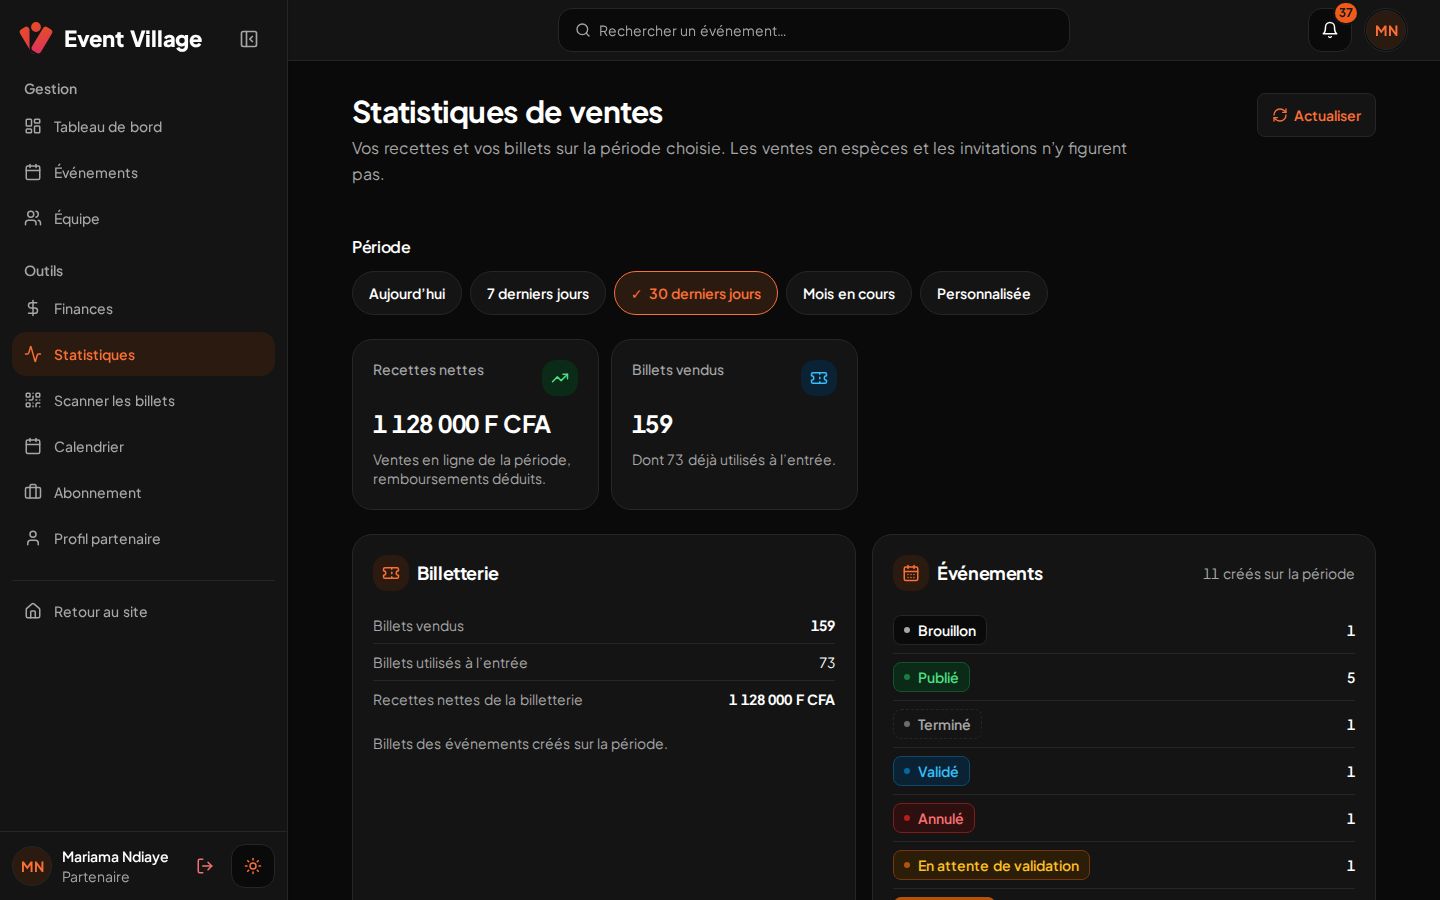 Event Village
Rechercher un événement…
37
MN
Gestion
Tableau de bord
Événements
Équipe
Outils
Finances
Statistiques
Scanner les billets
Calendrier
Abonnement
Profil partenaire
Retour au site
MN
Mariama Ndiaye
Partenaire
Statistiques de ventes
Actualiser
Vos recettes et vos billets sur la période choisie. Les ventes en espèces et les invitations n’y figurent
pas.
Période
Aujourd’hui
7 derniers jours
✓ 30 derniers jours
Mois en cours
Personnalisée
Recettes nettes
1 128 000 F CFA
Ventes en ligne de la période,
remboursements déduits.
Billets vendus
159
Dont 73 déjà utilisés à l’entrée.
Billetterie
Billets vendus 159
Billets utilisés à l’entrée 73
Recettes nettes de la billetterie 1 128 000 F CFA
Billets des événements créés sur la période.
Événements 11 créés sur la période
Brouillon 1
Publié 5
Terminé 1
Validé 1
Annulé 1
En attente de validation 1